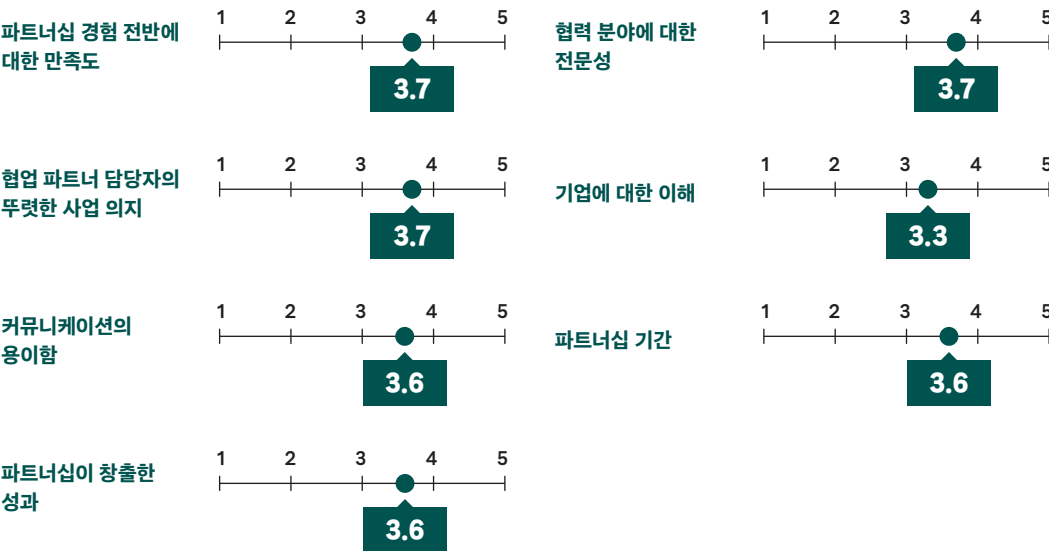 파트너십 경험 전반에
대한 만족도
1 2 3 4 5
3.7
협력 분야에 대한
전문성
1 2 3 4 5
3.7
협업 파트너 담당자의
뚜렷한 사업 의지
1 2 3 4 5
3.7
기업에 대한 이해
1 2 3 4 5
3.3
커뮤니케이션의
용이함
1 2 3 4 5
3.6
파트너십 기간
1 2 3 4 5
3.6
파트너십이 창출한
성과
1 2 3 4 5
3.6